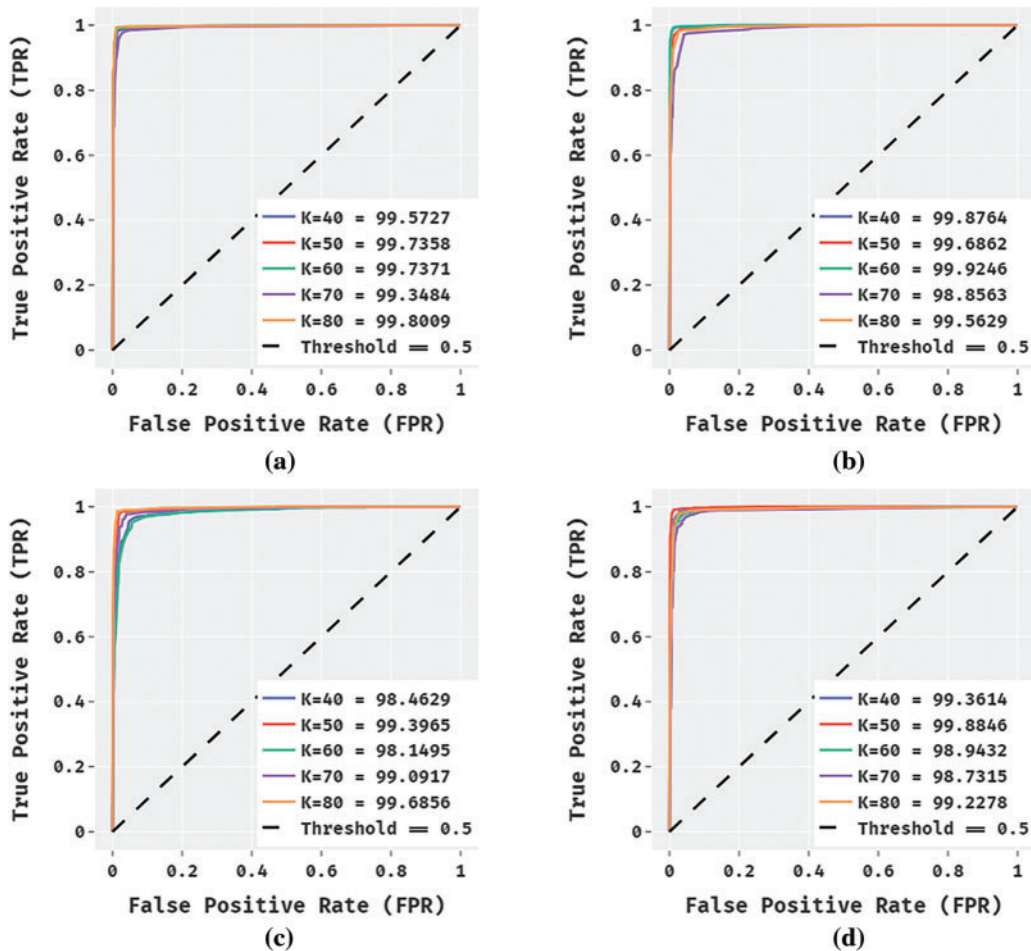 True Positive Rate (TPR)
1
0.8
0.6
0.4
0.2
0
K=40 = 99.5727
K=50 = 99.7358
K=60 = 99.7371
K=70 = 99.3484
K=80 = 99.8009
Threshold == 0.5
0 0.2 0.4 0.6 0.8 1
False Positive Rate (FPR)
(a)
True Positive Rate (TPR)
1
0.8
0.6
0.4
0.2
0
K=40 = 99.8764
K=50 = 99.6862
K=60 = 99.9246
K=70 = 98.8563
K=80 = 99.5629
Threshold == 0.5
0 0.2 0.4 0.6 0.8 1
False Positive Rate (FPR)
(b)
True Positive Rate (TPR)
1
0.8
0.6
0.4
0.2
0
K=40 = 98.4629
K=50 = 99.3965
K=60 = 98.1495
K=70 = 99.0917
K=80 = 99.6856
Threshold == 0.5
0 0.2 0.4 0.6 0.8 1
False Positive Rate (FPR)
(c)
True Positive Rate (TPR)
1
0.8
0.6
0.4
0.2
0
K=40 = 99.3614
K=50 = 99.8846
K=60 = 98.9432
K=70 = 98.7315
K=80 = 99.2278
Threshold == 0.5
0 0.2 0.4 0.6 0.8 1
False Positive Rate (FPR)
(d)